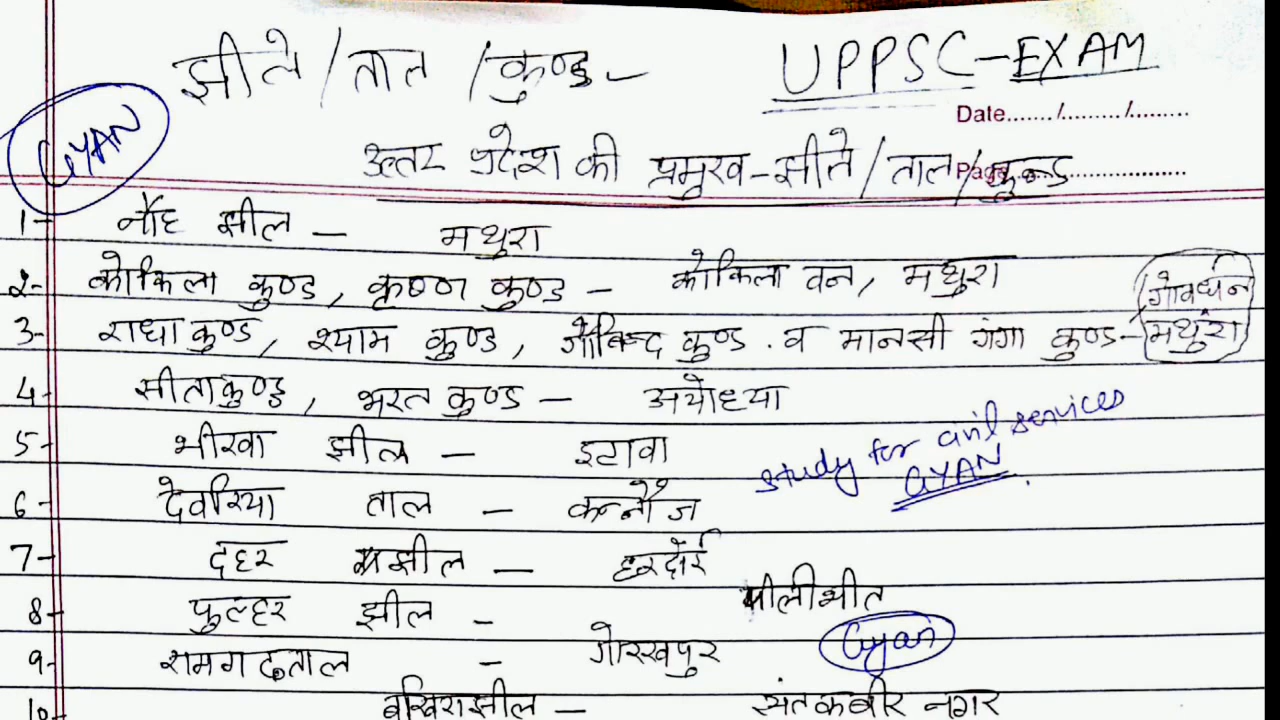 झीले/ताल/कुण्ड- UPPSC-EXAM
Date....../........./.........
GYAN
उत्तर प्रदेश की प्रमुख-झीले/ताल/कुण्ड
Page
1- नौह झील - मथुरा
2- कोकिला कुण्ड, कृष्ण कुण्ड - कोकिला वन, मथुरा
3- राधाकुण्ड, श्याम कुण्ड, गोविन्द कुण्ड व मानसी गंगा कुण्ड- गोवर्धन मथुरा
4- सीताकुण्ड, भरत कुण्ड - अयोध्या
5- भीखा झील - इटावा
study for civil services
GYAN
6- देवरिया ताल - कन्नौज
7- दहर झील - हरदोई
8- फुल्हर झील - पीलीभीत
9- रामगढ़ताल - गोरखपुर
Gyan
10- बखिराझील - संतकबीर नगर